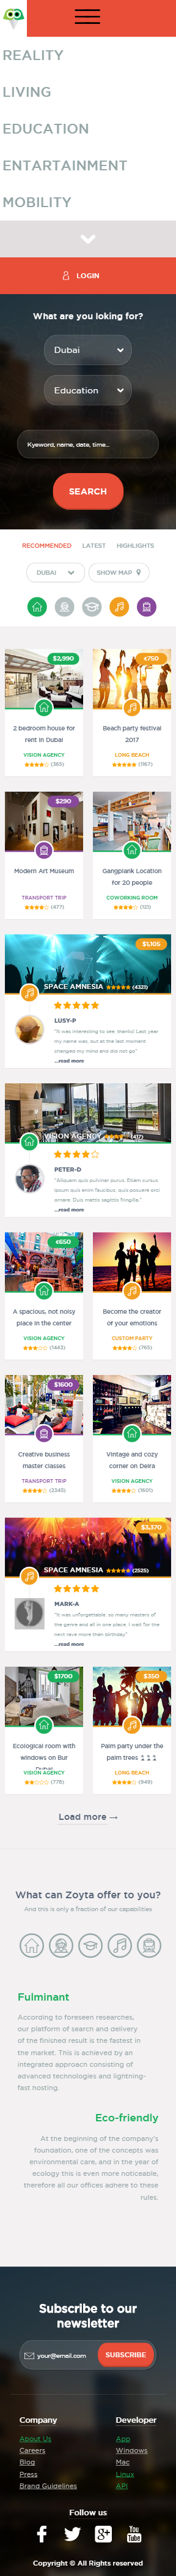 REALITY
LIVING
EDUCATION
ENTARTAINMENT
MOBILITY
LOGIN
What are you loking for?
Dubai
Education
Kyeword, name, date, time...
SEARCH
RECOMMENDED LATEST HIGHLIGHTS
DUBAI SHOW MAP
$2,990
2 bedroom house for
rent in Dubai
VISION AGENCY
(365)
€750
Beach party festival
2017
LONG BEACH
(1167)
$290
Modern Art Museum
TRANSPORT TRIP
(477)
Gangplank Location
for 20 people
COWORKING ROOM
(121)
$1,105
SPACE AMNESIA (4321)
LUSY-P
"It was interesting to see, thanks! Last year
my name was, but at the last moment
changed my mind and did not go"
...read more
VISION AGENCY (417)
PETER-D
"Aliquam quis pulvinar purus. Etiam cursus
ipsum quis enim faucibus, quis posuere orci
ornare. Duis mattis sagittis fringilla."
...read more
€650
A spacious, not noisy
place in the center
VISION AGENCY
(1443)
Become the creator
of your emotions
CUSTOM PARTY
(765)
$1600
Creative business
master classes
TRANSPORT TRIP
(2345)
Vintage and cozy
corner on Deira
VISION AGENCY
(1601)
$3,370
SPACE AMNESIA (2525)
MARK-A
"It was unforgettable, so many masters of
the genre and all in one place. I wait for the
next rave more than birthday"
...read more
$1700
Ecological room with
windows on Bur
Dubai
VISION AGENCY
(778)
$350
Palm party under the
palm trees
LONG BEACH
(949)
Load more →
What can Zoyta offer to you?
And this is only a fraction of our capabilities
Fulminant
According to foreseen researches,
our platform of search and delivery
of the finished result is the fastest in
the market. This is achieved by an
integrated approach consisting of
advanced technologies and lightning-
fast hosting.
Eco-friendly
At the beginning of the company's
foundation, one of the concepts was
environmental care, and in the year of
ecology this is even more noticeable,
therefore all our offices adhere to these
rules.
Subscribe to our
newsletter
your@email.com
SUBSCRIBE
Company
About Us
Careers
Blog
Press
Brand Guidelines
Developer
App
Windows
Mac
Linux
API
Follow us
You
Tube
Copyright © All Rights reserved